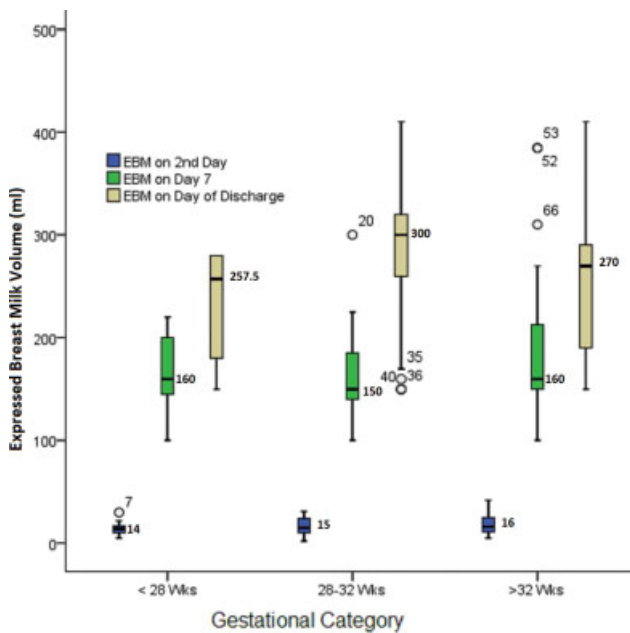 500
400
300
200
100
0
Expressed Breast Milk Volume (ml)
EBM on 2nd Day
EBM on Day 7
EBM on Day of Discharge
7
14
160
257.5
15
20
150
300
35
40
36
16
53
52
66
160
270
< 28 Wks
28-32 Wks
>32 Wks
Gestational Category